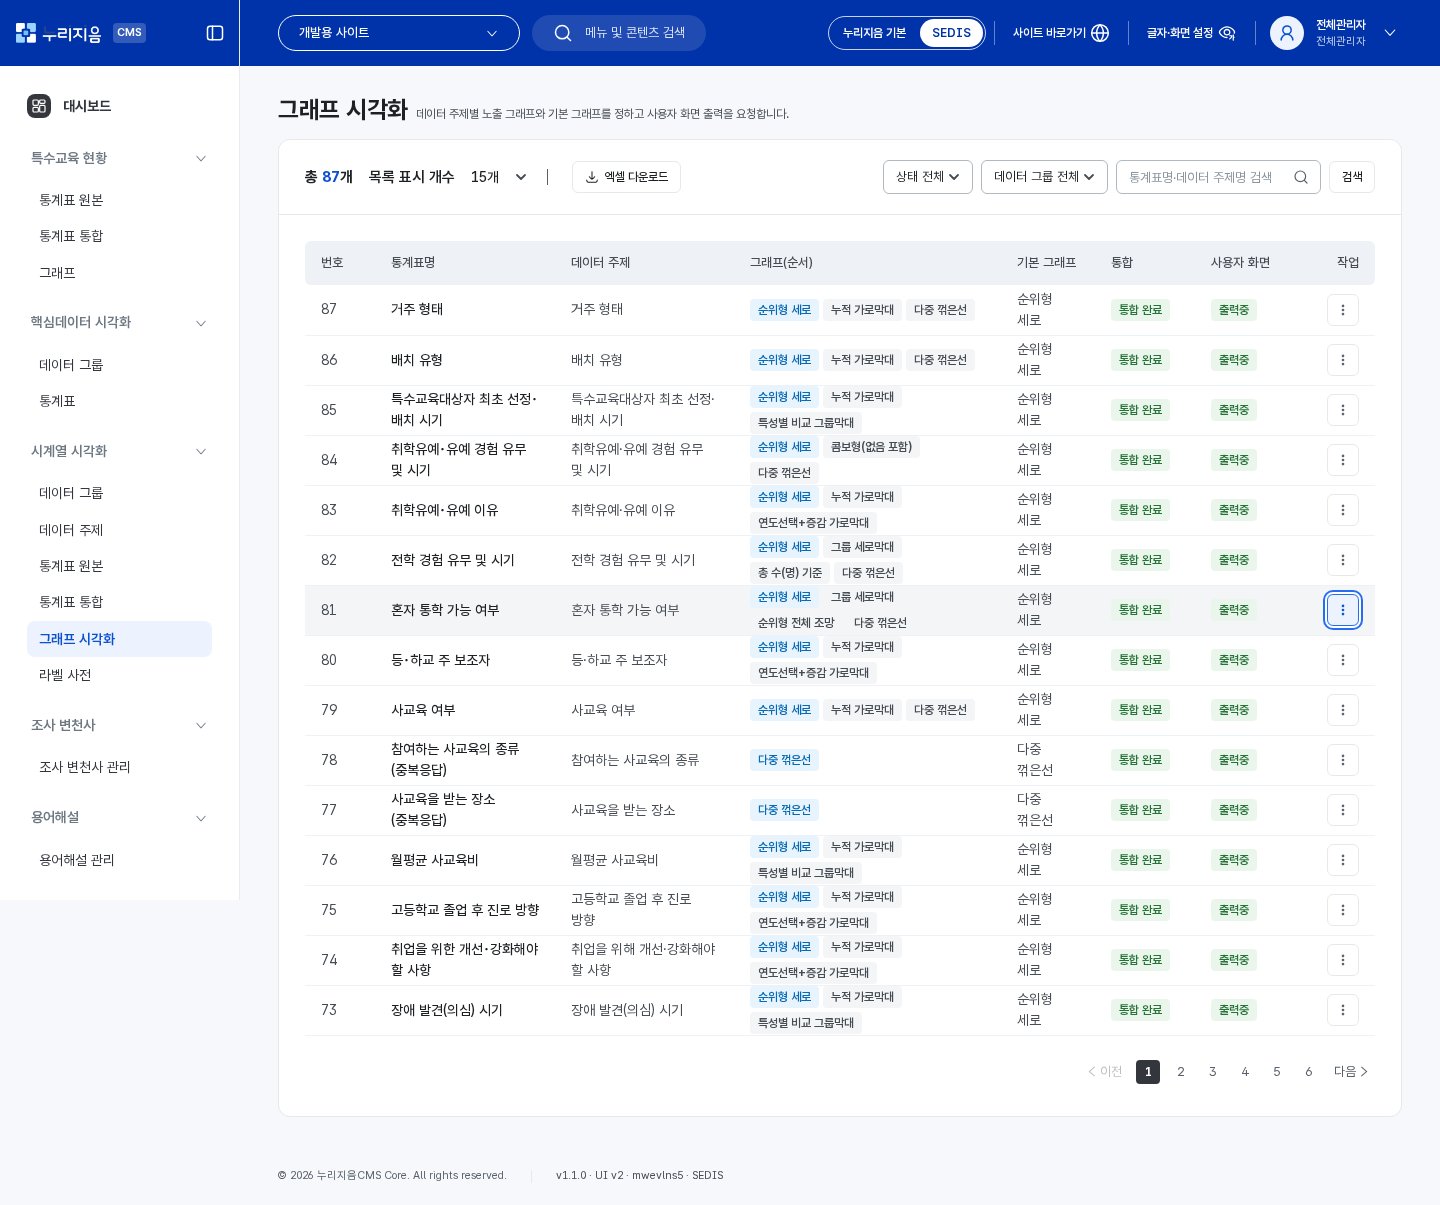 누리지음 CMS
개발용 사이트
메뉴 및 콘텐츠 검색
누리지음 기본 SEDIS
사이트 바로가기
글자·화면 설정
전체관리자
전체관리자
대시보드
특수교육 현황
통계표 원본
통계표 통합
그래프
핵심데이터 시각화
데이터 그룹
통계표
시계열 시각화
데이터 그룹
데이터 주제
통계표 원본
통계표 통합
그래프 시각화
라벨 사전
조사 변천사
조사 변천사 관리
용어해설
용어해설 관리
그래프 시각화 데이터 주제별 노출 그래프와 기본 그래프를 정하고 사용자 화면 출력을 요청합니다.
총 87개 목록 표시 개수 15개 엑셀 다운로드 상태 전체 데이터 그룹 전체 통계표명·데이터 주제명 검색 검색
번호 통계표명 데이터 주제 그래프(순서) 기본 그래프 통합 사용자 화면 작업
87 거주 형태 거주 형태 순위형 세로 누적 가로막대 다중 꺾은선 순위형 세로 통합 완료 출력중
86 배치 유형 배치 유형 순위형 세로 누적 가로막대 다중 꺾은선 순위형 세로 통합 완료 출력중
85 특수교육대상자 최초 선정·배치 시기 특수교육대상자 최초 선정·배치 시기 순위형 세로 누적 가로막대 특성별 비교 그룹막대 순위형 세로 통합 완료 출력중
84 취학유예·유예 경험 유무 및 시기 취학유예·유예 경험 유무 및 시기 순위형 세로 콤보형(없음 포함) 다중 꺾은선 순위형 세로 통합 완료 출력중
83 취학유예·유예 이유 취학유예·유예 이유 순위형 세로 누적 가로막대 연도선택+증감 가로막대 순위형 세로 통합 완료 출력중
82 전학 경험 유무 및 시기 전학 경험 유무 및 시기 순위형 세로 그룹 세로막대 총 수(명) 기준 다중 꺾은선 순위형 세로 통합 완료 출력중
81 혼자 통학 가능 여부 혼자 통학 가능 여부 순위형 세로 그룹 세로막대 순위형 전체 조망 다중 꺾은선 순위형 세로 통합 완료 출력중
80 등·하교 주 보조자 등·하교 주 보조자 순위형 세로 누적 가로막대 연도선택+증감 가로막대 순위형 세로 통합 완료 출력중
79 사교육 여부 사교육 여부 순위형 세로 누적 가로막대 다중 꺾은선 순위형 세로 통합 완료 출력중
78 참여하는 사교육의 종류(중복응답) 참여하는 사교육의 종류 다중 꺾은선 다중 꺾은선 통합 완료 출력중
77 사교육을 받는 장소(중복응답) 사교육을 받는 장소 다중 꺾은선 다중 꺾은선 통합 완료 출력중
76 월평균 사교육비 월평균 사교육비 순위형 세로 누적 가로막대 특성별 비교 그룹막대 순위형 세로 통합 완료 출력중
75 고등학교 졸업 후 진로 방향 고등학교 졸업 후 진로 방향 순위형 세로 누적 가로막대 연도선택+증감 가로막대 순위형 세로 통합 완료 출력중
74 취업을 위한 개선·강화해야 할 사항 취업을 위해 개선·강화해야 할 사항 순위형 세로 누적 가로막대 연도선택+증감 가로막대 순위형 세로 통합 완료 출력중
73 장애 발견(의심) 시기 장애 발견(의심) 시기 순위형 세로 누적 가로막대 특성별 비교 그룹막대 순위형 세로 통합 완료 출력중
이전 1 2 3 4 5 6 다음
© 2026 누리지음CMS Core. All rights reserved. v1.1.0 · UI v2 · mwevlns5 · SEDIS